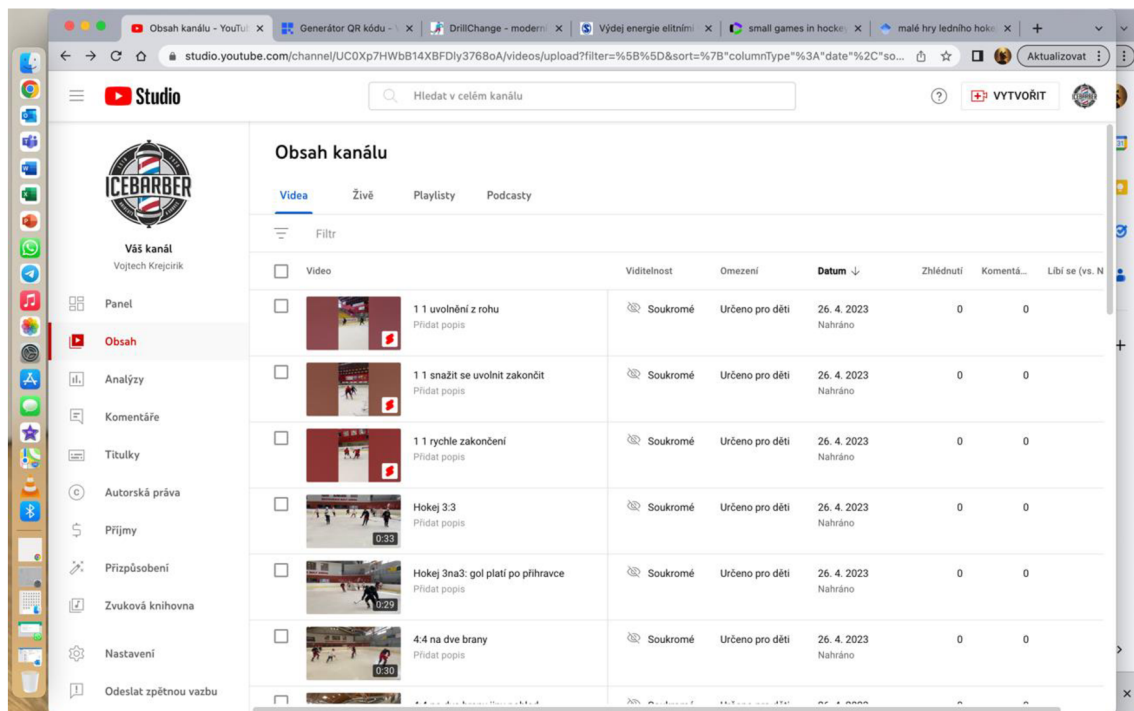 Obsah kanálu - YouTu
Generátor QR kódu -
DrillChange - moderní
Výdej energie elitními
small games in hockey
malé hry ledního hoke
studio.youtube.com/channel/UC0Xp7HWbB14XBFDly3768oA/videos/upload?filter=%5B%5D&sort=%7B"columnType"%3A"date"%2C"so...
Aktualizovat
Studio
Hledat v celém kanálu
VYTVOŘIT
ICEBARBER
Váš kanál
Vojtech Krejcirik
Panel
Obsah
Analýzy
Komentáře
Titulky
Autorská práva
Příjmy
Přizpůsobení
Zvuková knihovna
Nastavení
Odeslat zpětnou vazbu
Obsah kanálu
Videa Živě Playlisty Podcasty
Filtr
Video Viditelnost Omezení Datum ↓ Zhlédnutí Komentá... Líbí se (vs. N
1 1 uvolnění z rohu Soukromé Určeno pro děti 26. 4. 2023 0 0
Přidat popis Nahráno
1 1 snažit se uvolnit zakončit Soukromé Určeno pro děti 26. 4. 2023 0 0
Přidat popis Nahráno
1 1 rychle zakončení Soukromé Určeno pro děti 26. 4. 2023 0 0
Přidat popis Nahráno
Hokej 3:3 Soukromé Určeno pro děti 26. 4. 2023 0 0
Přidat popis Nahráno
0:33
Hokej 3na3: gol platí po přihravce Soukromé Určeno pro děti 26. 4. 2023 0 0
Přidat popis Nahráno
0:29
4:4 na dve brany Soukromé Určeno pro děti 26. 4. 2023 0 0
Přidat popis Nahráno
0:30